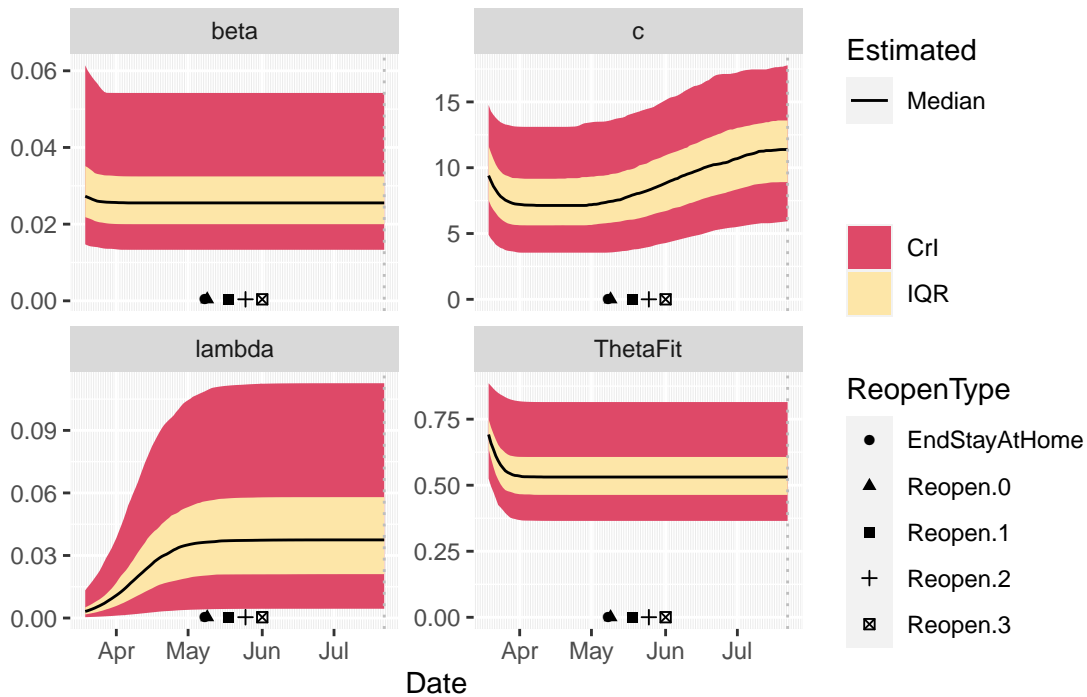 beta
c
0.06
0.04
0.02
0.00
15
10
5
0
lambda
ThetaFit
0.09
0.06
0.03
0.00
0.75
0.50
0.25
0.00
Apr May Jun Jul
Apr May Jun Jul
Date
Estimated
Median
CrI
IQR
ReopenType
EndStayAtHome
Reopen.0
Reopen.1
Reopen.2
Reopen.3